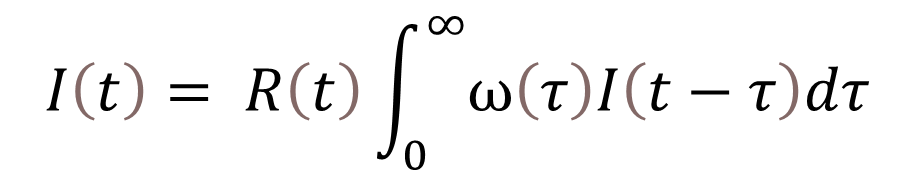 I(t) = R(t) ∫₀^∞ ω(τ)I(t − τ)dτ